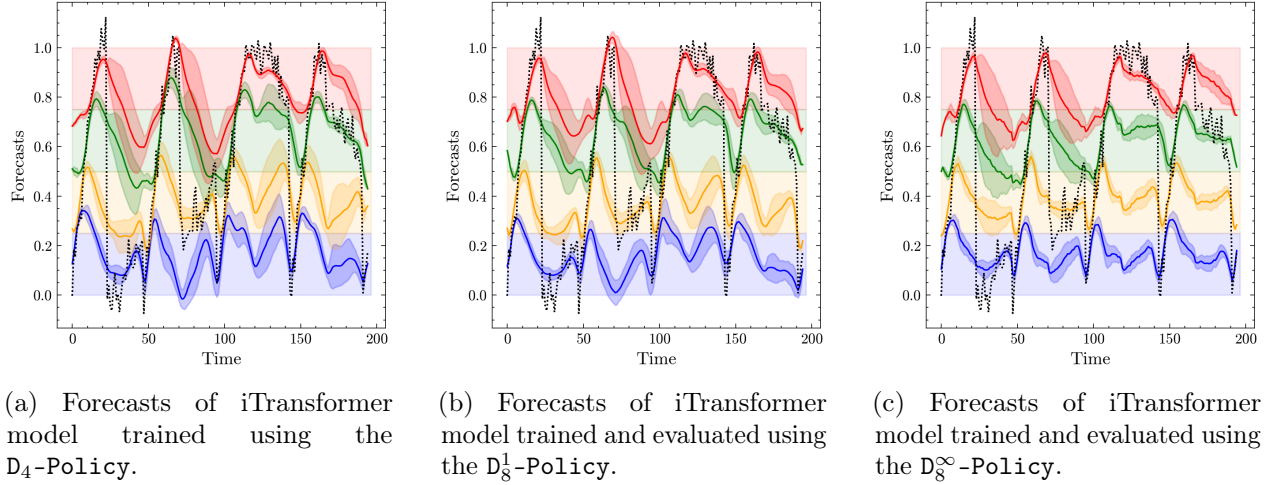 Forecasts
1.0
0.8
0.6
0.4
0.2
0.0
0 50 100 150 200
Time
Forecasts
1.0
0.8
0.6
0.4
0.2
0.0
0 50 100 150 200
Time
Forecasts
1.0
0.8
0.6
0.4
0.2
0.0
0 50 100 150 200
Time
(a) Forecasts of iTransformer
model trained using the
D₄-Policy.
(b) Forecasts of iTransformer
model trained and evaluated using
the D₈¹-Policy.
(c) Forecasts of iTransformer
model trained and evaluated using
the D₈^∞-Policy.